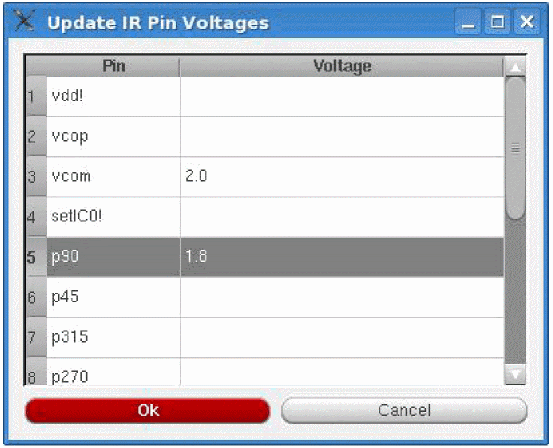 Update IR Pin Voltages
Pin Voltage
1 vdd!
2 vcop
3 vcom 2.0
4 setIC0!
5 p90 1.8
6 p45
7 p315
8 p270
Ok Cancel